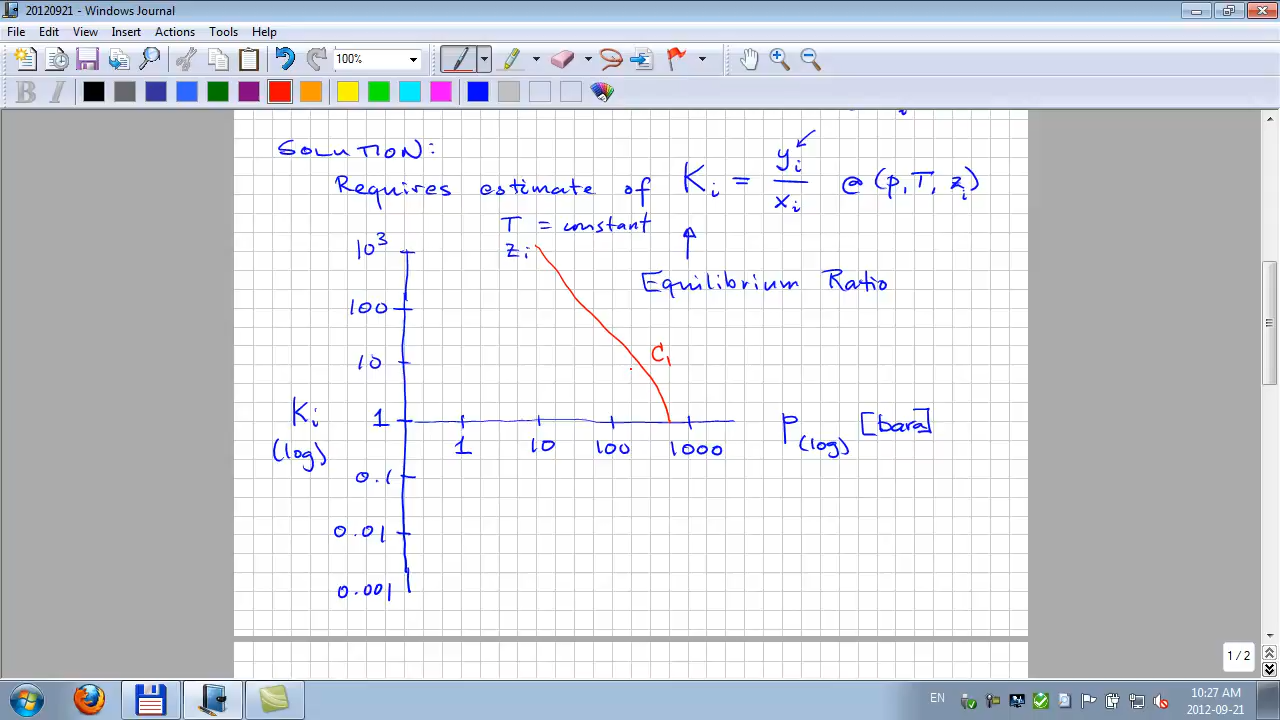 20120921 - Windows Journal
File Edit View Insert Actions Tools Help
100%
B I
i
SOLUTION:
Requires estimate of Ki = yi / xi @ (p, T, zi)
T = constant
zi
Equilibrium Ratio
10³
100
10
C1
Ki
(log)
1
1 10 100 1000
p (log) [bara]
0.1
0.01
0.001
1 / 2
EN
10:27 AM
2012-09-21